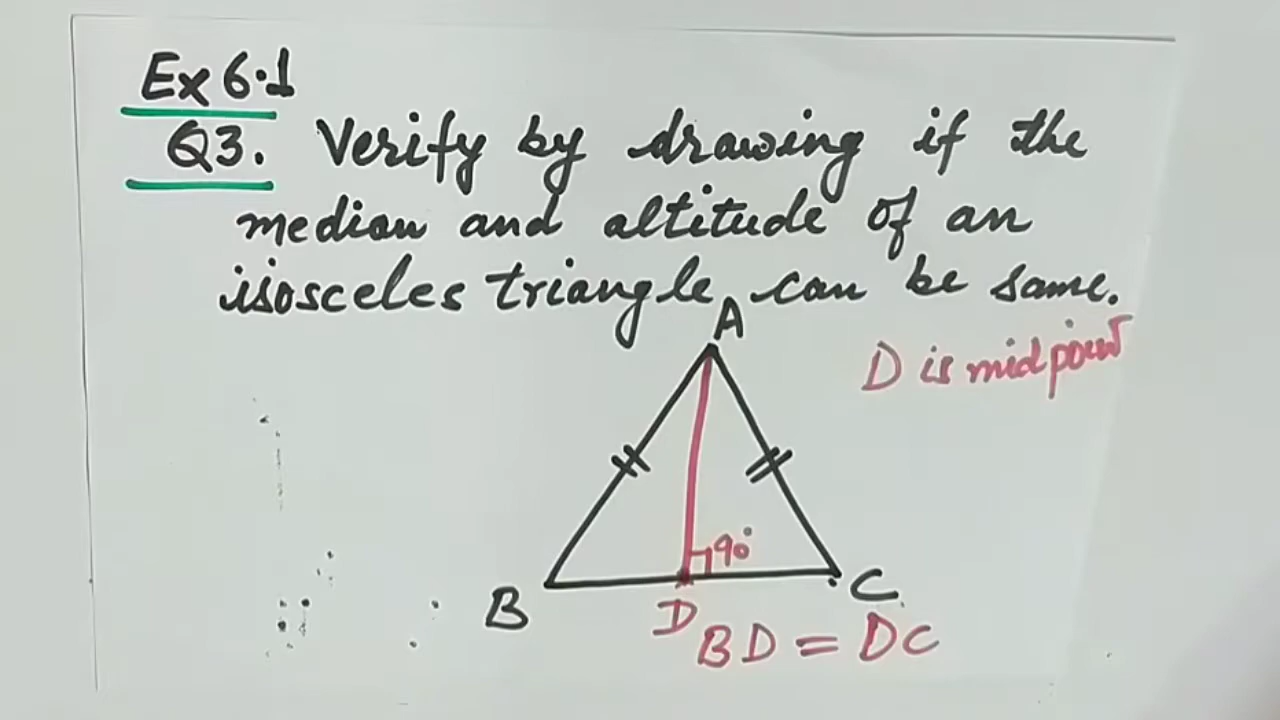 Ex 6.1
Q3. Verify by drawing if the
median and altitude of an
isosceles triangle can be same.
A
D is midpoint
90°
B
D
C
BD = DC